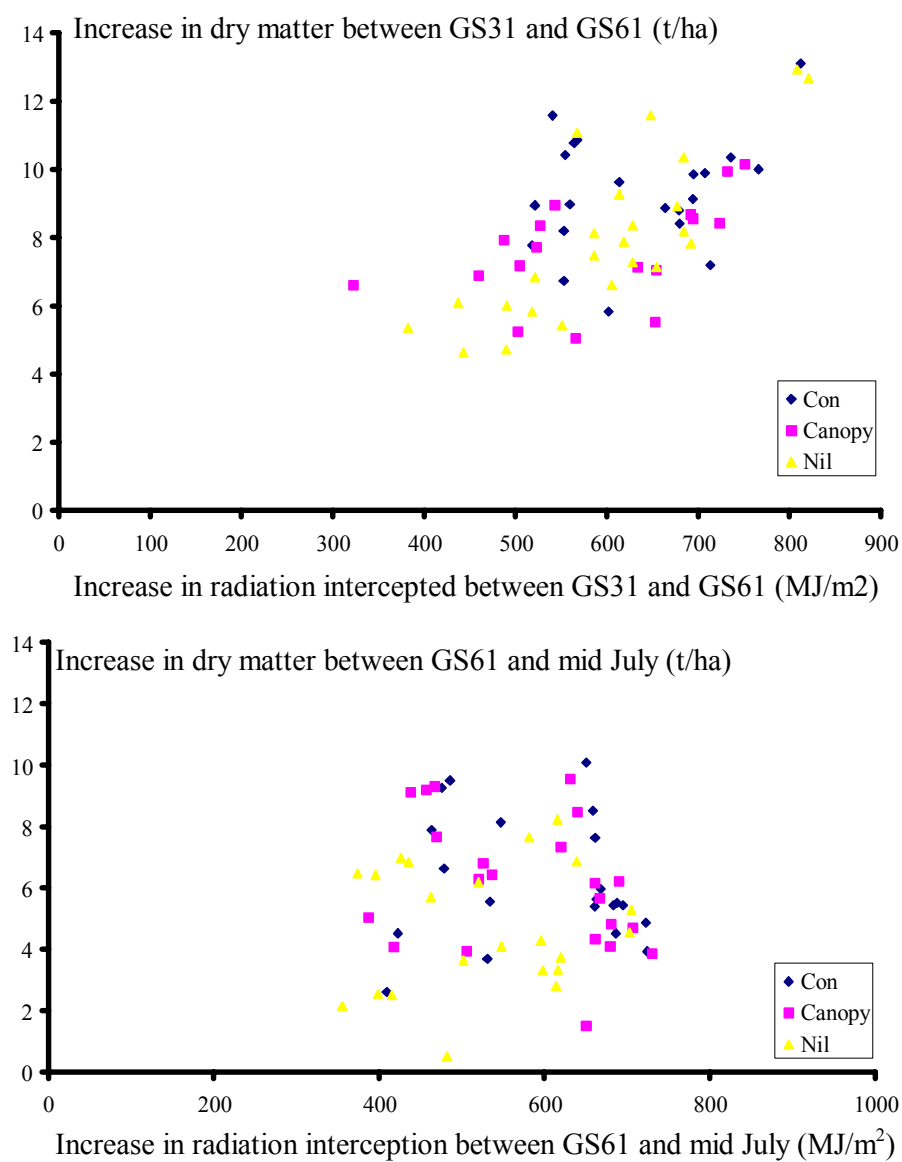 Increase in dry matter between GS31 and GS61 (t/ha)
14
12
10
8
6
4
2
0
Con
Canopy
Nil
0 100 200 300 400 500 600 700 800 900
Increase in radiation intercepted between GS31 and GS61 (MJ/m2)
Increase in dry matter between GS61 and mid July (t/ha)
14
12
10
8
6
4
2
0
Con
Canopy
Nil
0 200 400 600 800 1000
Increase in radiation interception between GS61 and mid July (MJ/m²)